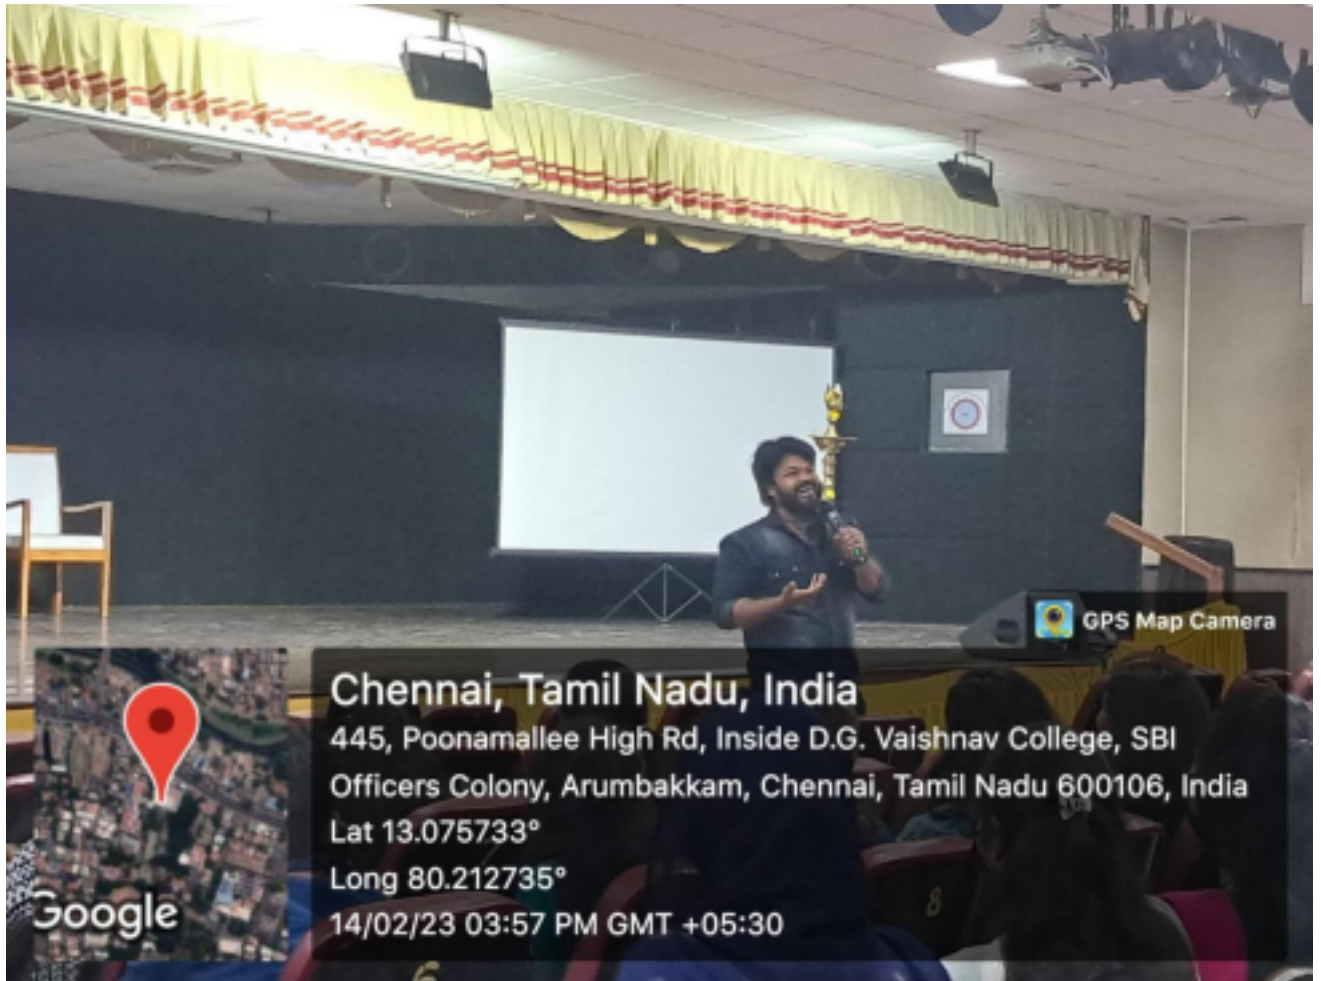 GPS Map Camera
Chennai, Tamil Nadu, India
445, Poonamallee High Rd, Inside D.G. Vaishnav College, SBI
Officers Colony, Arumbakkam, Chennai, Tamil Nadu 600106, India
Lat 13.075733°
Long 80.212735°
14/02/23 03:57 PM GMT +05:30
Google
8
6